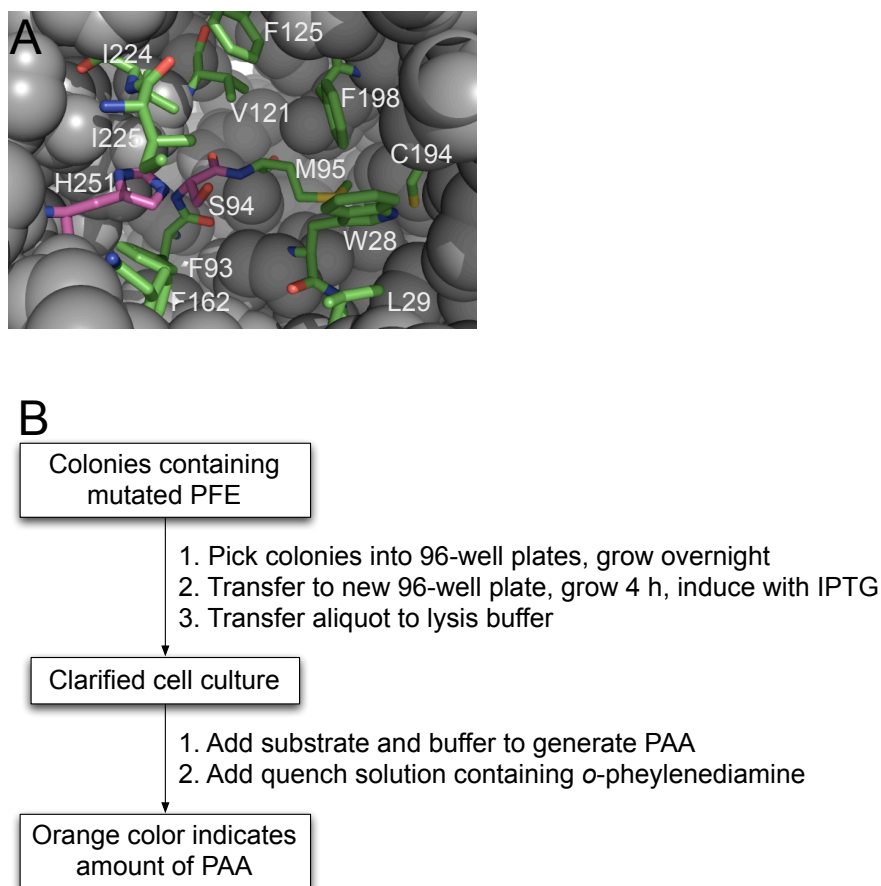 A
F125
I224
F198
V121
C194
I225
M95
H251
S94
W28
F93
F162
L29
B
Colonies containing
mutated PFE
1. Pick colonies into 96-well plates, grow overnight
2. Transfer to new 96-well plate, grow 4 h, induce with IPTG
3. Transfer aliquot to lysis buffer
Clarified cell culture
1. Add substrate and buffer to generate PAA
2. Add quench solution containing o-pheylenediamine
Orange color indicates
amount of PAA